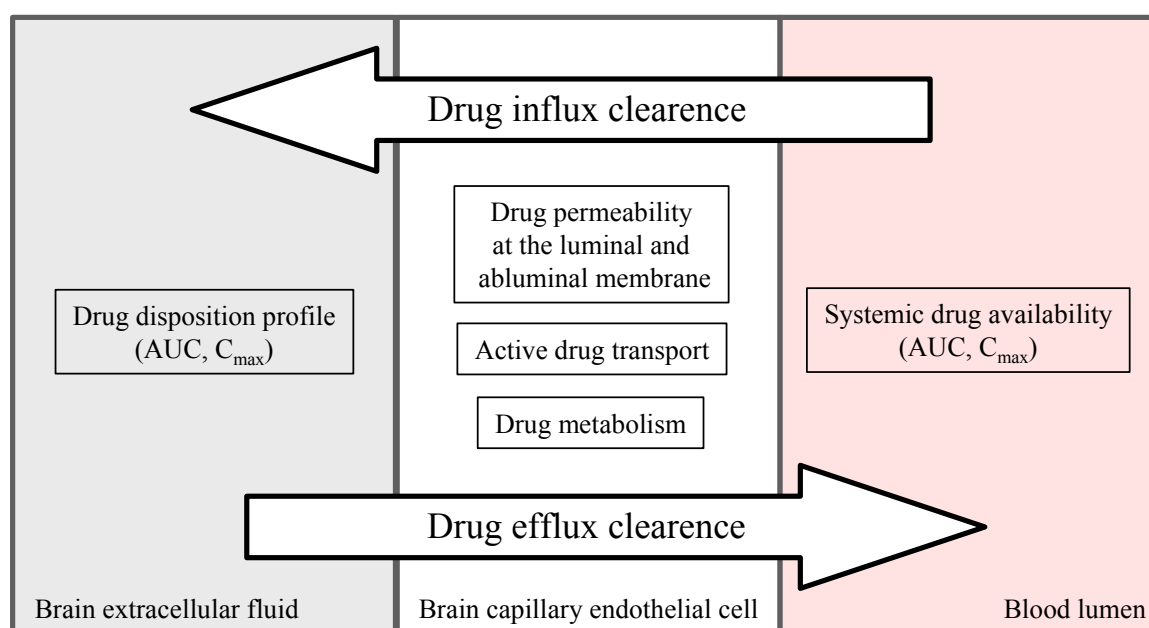 Drug influx clearence
Drug permeability
at the luminal and
abluminal membrane
Drug disposition profile
(AUC, Cmax)
Systemic drug availability
(AUC, Cmax)
Active drug transport
Drug metabolism
Drug efflux clearence
Brain extracellular fluid
Brain capillary endothelial cell
Blood lumen